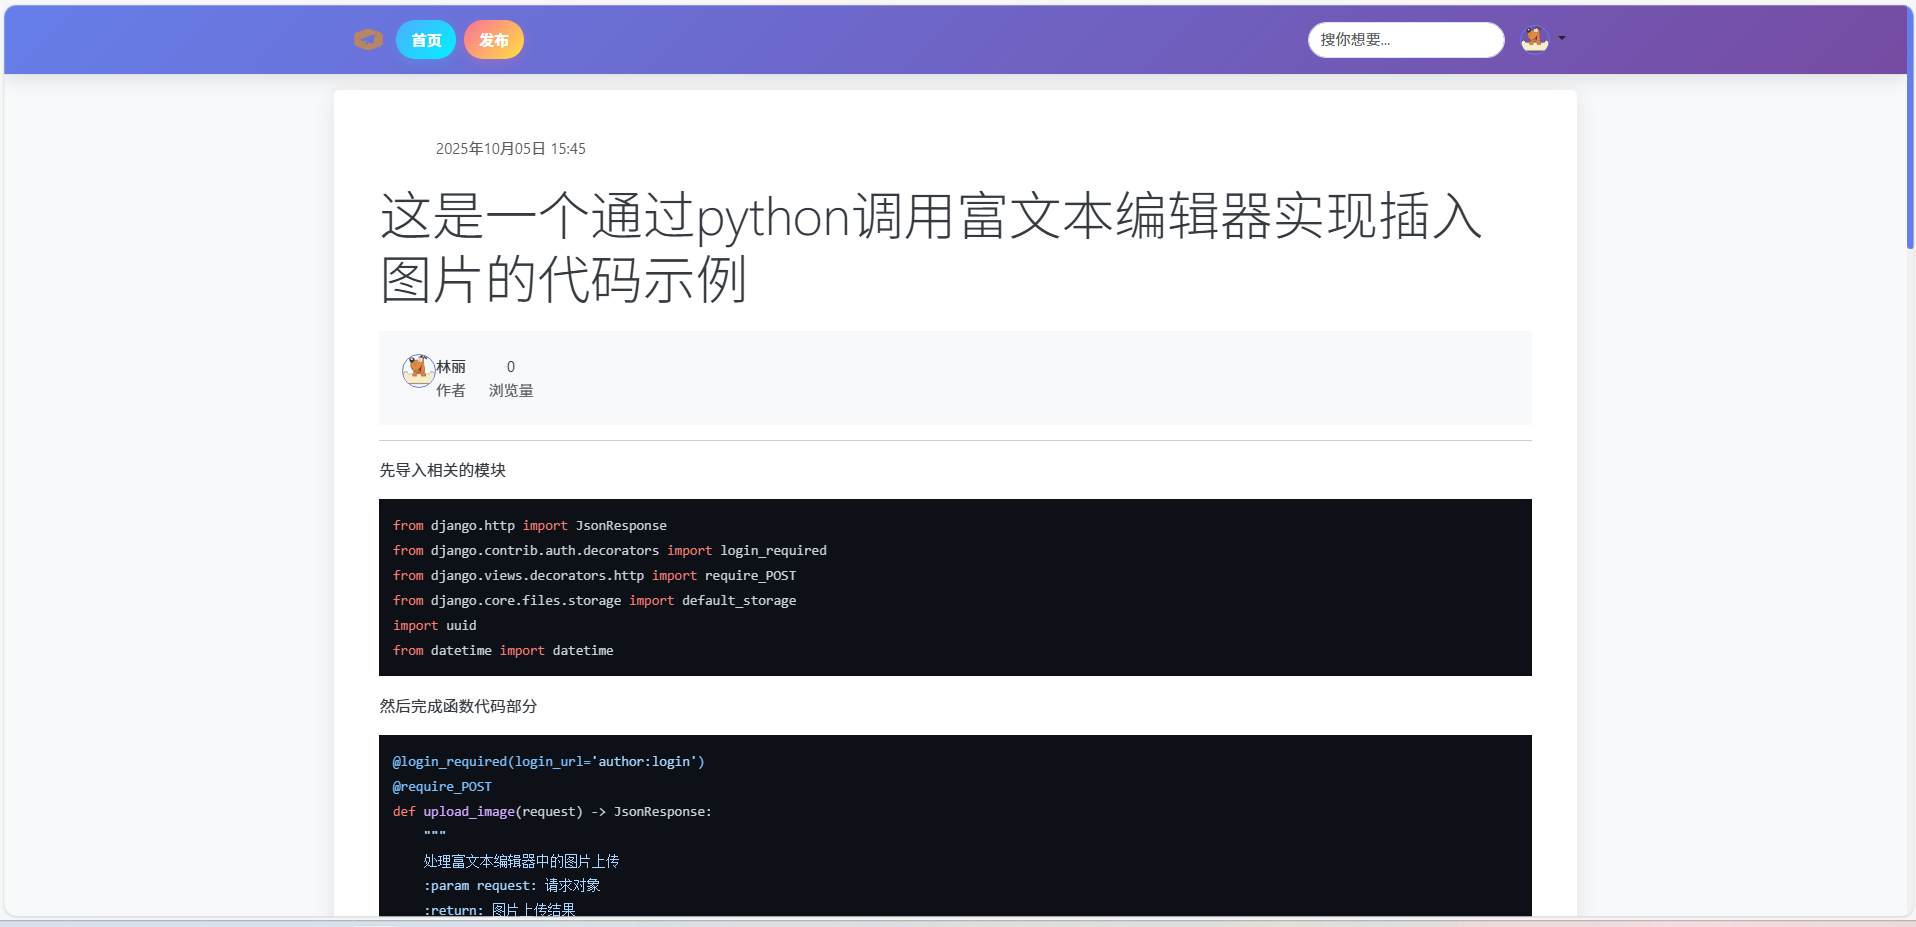 首页 发布 搜你想要...
2025年10月05日 15:45
这是一个通过python调用富文本编辑器实现插入
图片的代码示例
林丽 0
作者 浏览量
先导入相关的模块
from django.http import JsonResponse
from django.contrib.auth.decorators import login_required
from django.views.decorators.http import require_POST
from django.core.files.storage import default_storage
import uuid
from datetime import datetime
然后完成函数代码部分
@login_required(login_url='author:login')
@require_POST
def upload_image(request) -> JsonResponse:
    """
    处理富文本编辑器中的图片上传
    :param request: 请求对象
    :return: 图片上传结果